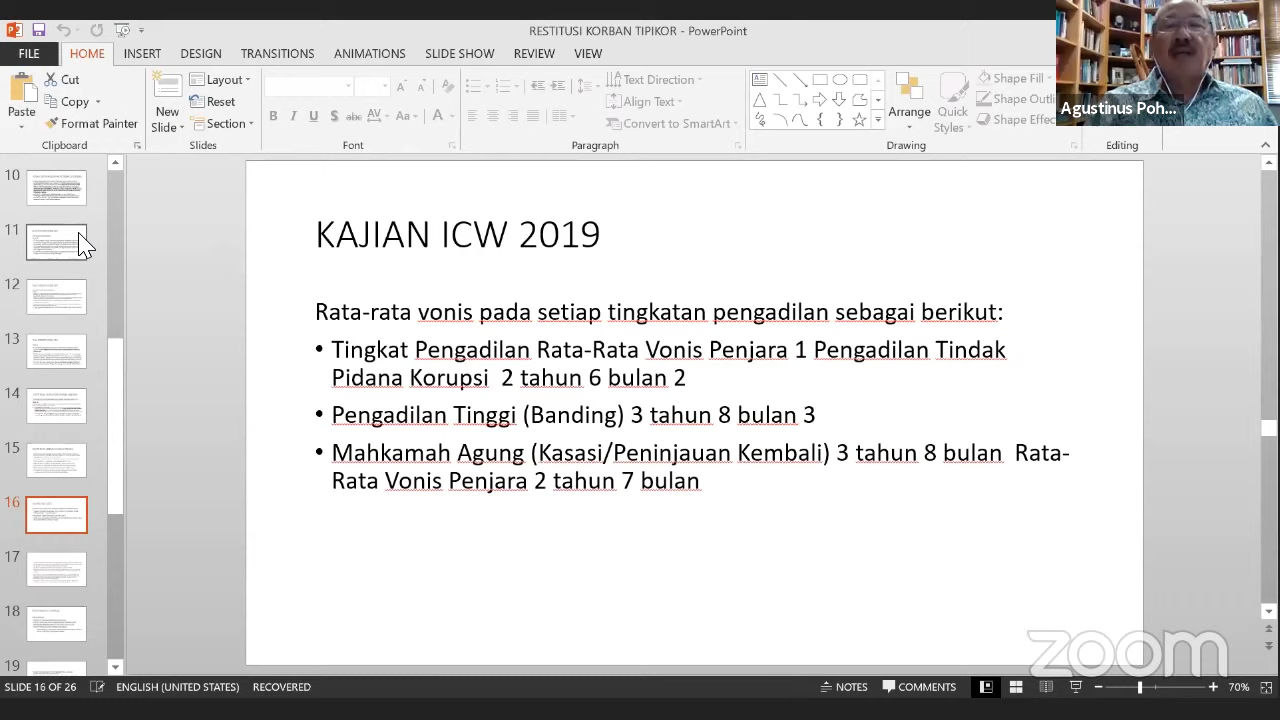 RESTITUSI KORBAN TIPIKOR - PowerPoint
FILE HOME INSERT DESIGN TRANSITIONS ANIMATIONS SLIDE SHOW REVIEW VIEW
Paste
Cut
Copy
Format Painter
Clipboard
New
Slide
Layout
Reset
Section
Slides
B I U S abc AV Aa A
Font
Text Direction
Align Text
Convert to SmartArt
Paragraph
Arrange
Quick
Styles
Shape Fill
Shape
Shape
Drawing
Editing
Agustinus Poh...
10
11
12
13
14
15
16
17
18
19
KAJIAN ICW 2019
Rata-rata vonis pada setiap tingkatan pengadilan sebagai berikut:
• Tingkat Pengadilan Rata-Rata Vonis Penjara 1 Pengadilan Tindak
Pidana Korupsi 2 tahun 6 bulan 2
• Pengadilan Tinggi (Banding) 3 tahun 8 bulan 3
• Mahkamah Agung (Kasasi/Peninjauan Kembali) 3 tahun 8 bulan Rata-
Rata Vonis Penjara 2 tahun 7 bulan
zoom
SLIDE 16 OF 26 ENGLISH (UNITED STATES) RECOVERED NOTES COMMENTS 70%